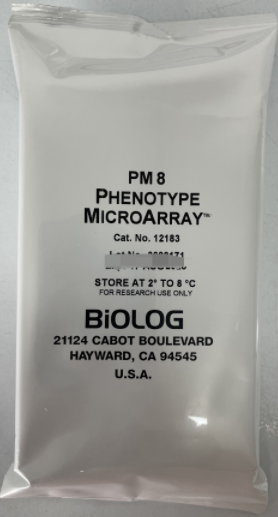 PM 8
PHENOTYPE
MICROARRAY™
Cat. No. 12183
STORE AT 2° TO 8 °C
FOR RESEARCH USE ONLY
BiOLOG
21124 CABOT BOULEVARD
HAYWARD, CA 94545
U.S.A.